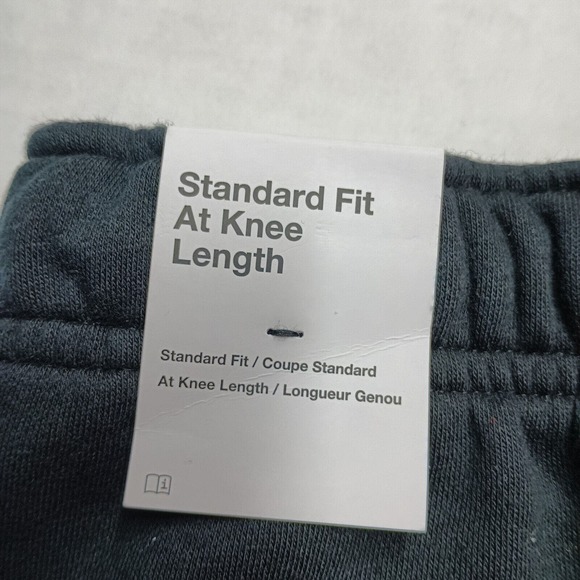 Standard Fit
At Knee
Length
Standard Fit / Coupe Standard
At Knee Length / Longueur Genou
i